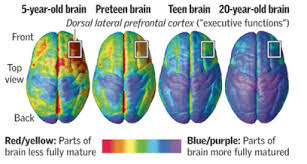 5-year-old brain Preteen brain Teen brain 20-year-old brain
Dorsal lateral prefrontal cortex ("executive functions")
Front
Top
view
Back
Red/yellow: Parts of
brain less fully mature
Blue/purple: Parts of
brain more fully matured